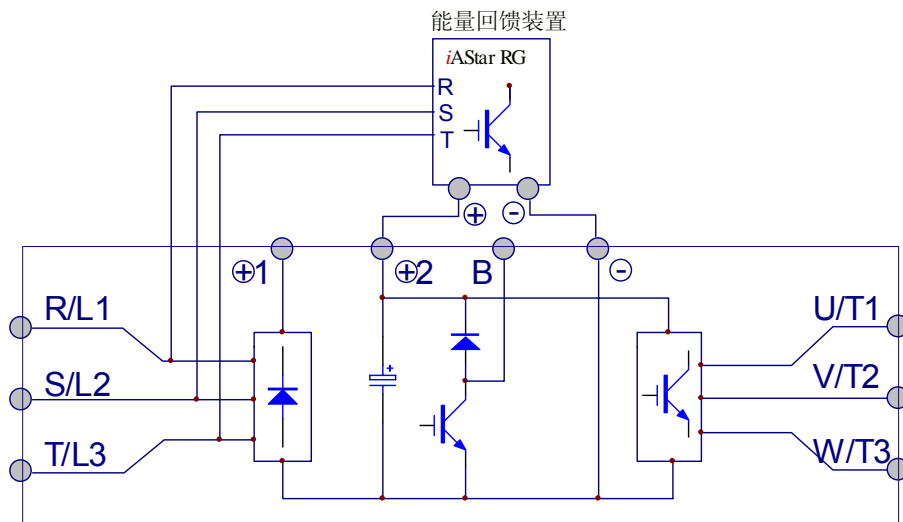 能量回馈装置
iAStar RG
R
S
T
⊕
⊖
⊕1
⊕2
B
⊖
R/L1
S/L2
T/L3
+
U/T1
V/T2
W/T3